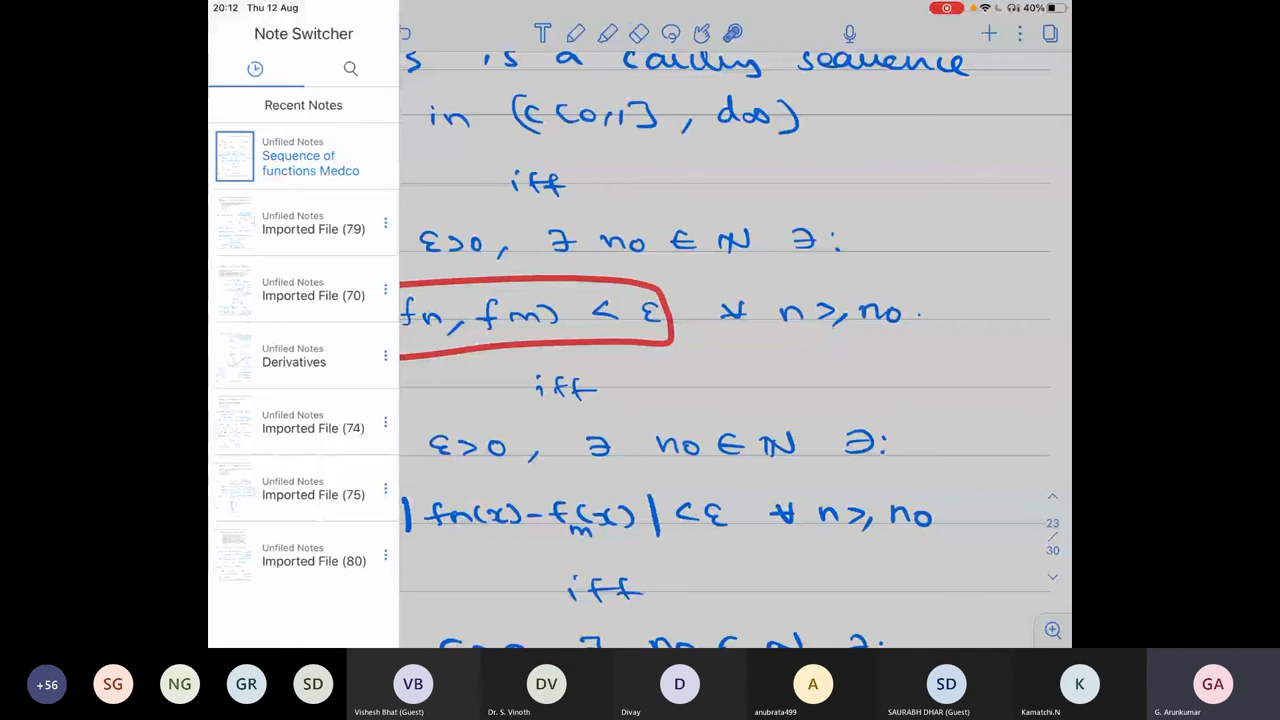 20:12 Thu 12 Aug
40%
Note Switcher
Recent Notes
Unfiled Notes
Sequence of
functions Medco
Unfiled Notes
Imported File (79)
Unfiled Notes
Imported File (70)
Unfiled Notes
Derivatives
Unfiled Notes
Imported File (74)
Unfiled Notes
Imported File (75)
Unfiled Notes
Imported File (80)
s is a cauchy sequence
in (C[0,1], d∞)
iff
ε>0, ∃ n0 ∈ ℕ ∋:
fn, fm) < ε ∀ n ≥, n0.
iff
ε>0, ∃ n0 ∈ ℕ ∋:
| fn(x) - fm(x) | < ε ∀ n ≥, n0
iff
23
/
30
+56
SG
NG
GR
SD
VB
Vishesh Bhat (Guest)
DV
Dr. S. Vinoth
D
Divay
A
anubrata499
SD
SAURABH DHAR (Guest)
K
Kamatchi.N
GA
G. Arunkumar